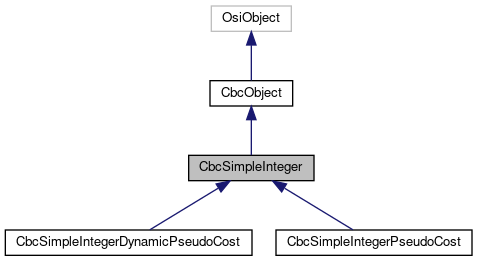 OsiObject
CbcObject
CbcSimpleInteger
CbcSimpleIntegerDynamicPseudoCost
CbcSimpleIntegerPseudoCost